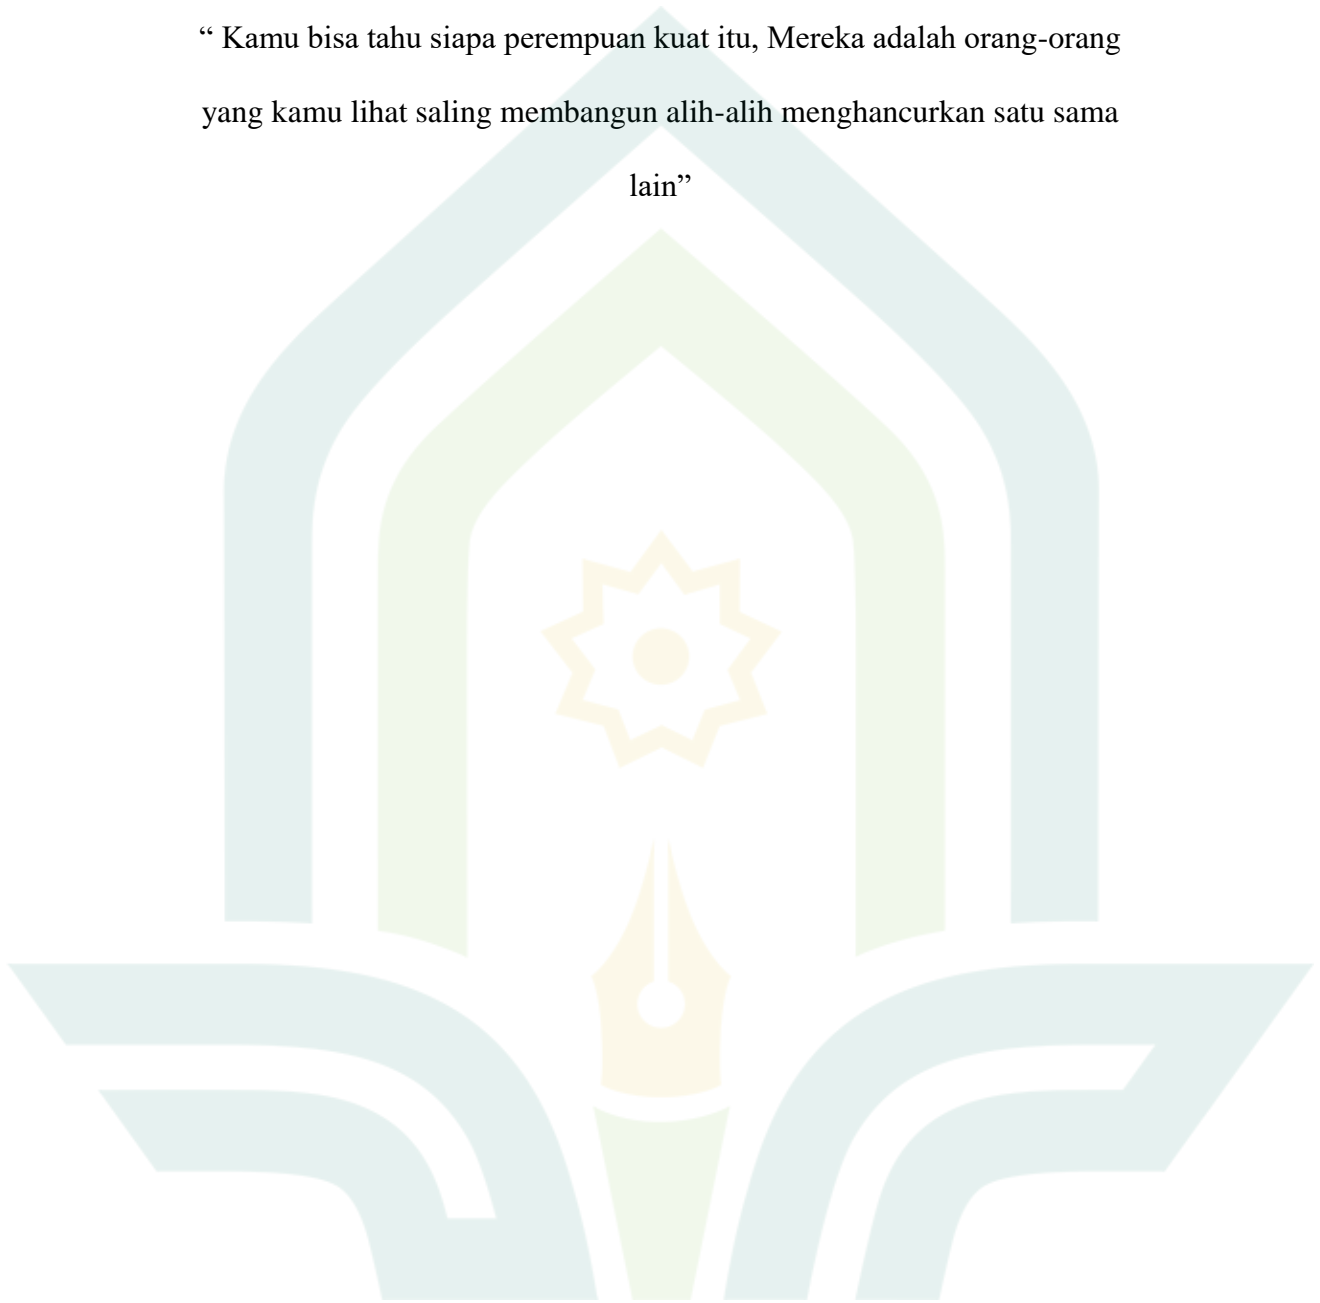 “ Kamu bisa tahu siapa perempuan kuat itu, Mereka adalah orang-orang
yang kamu lihat saling membangun alih-alih menghancurkan satu sama
lain”